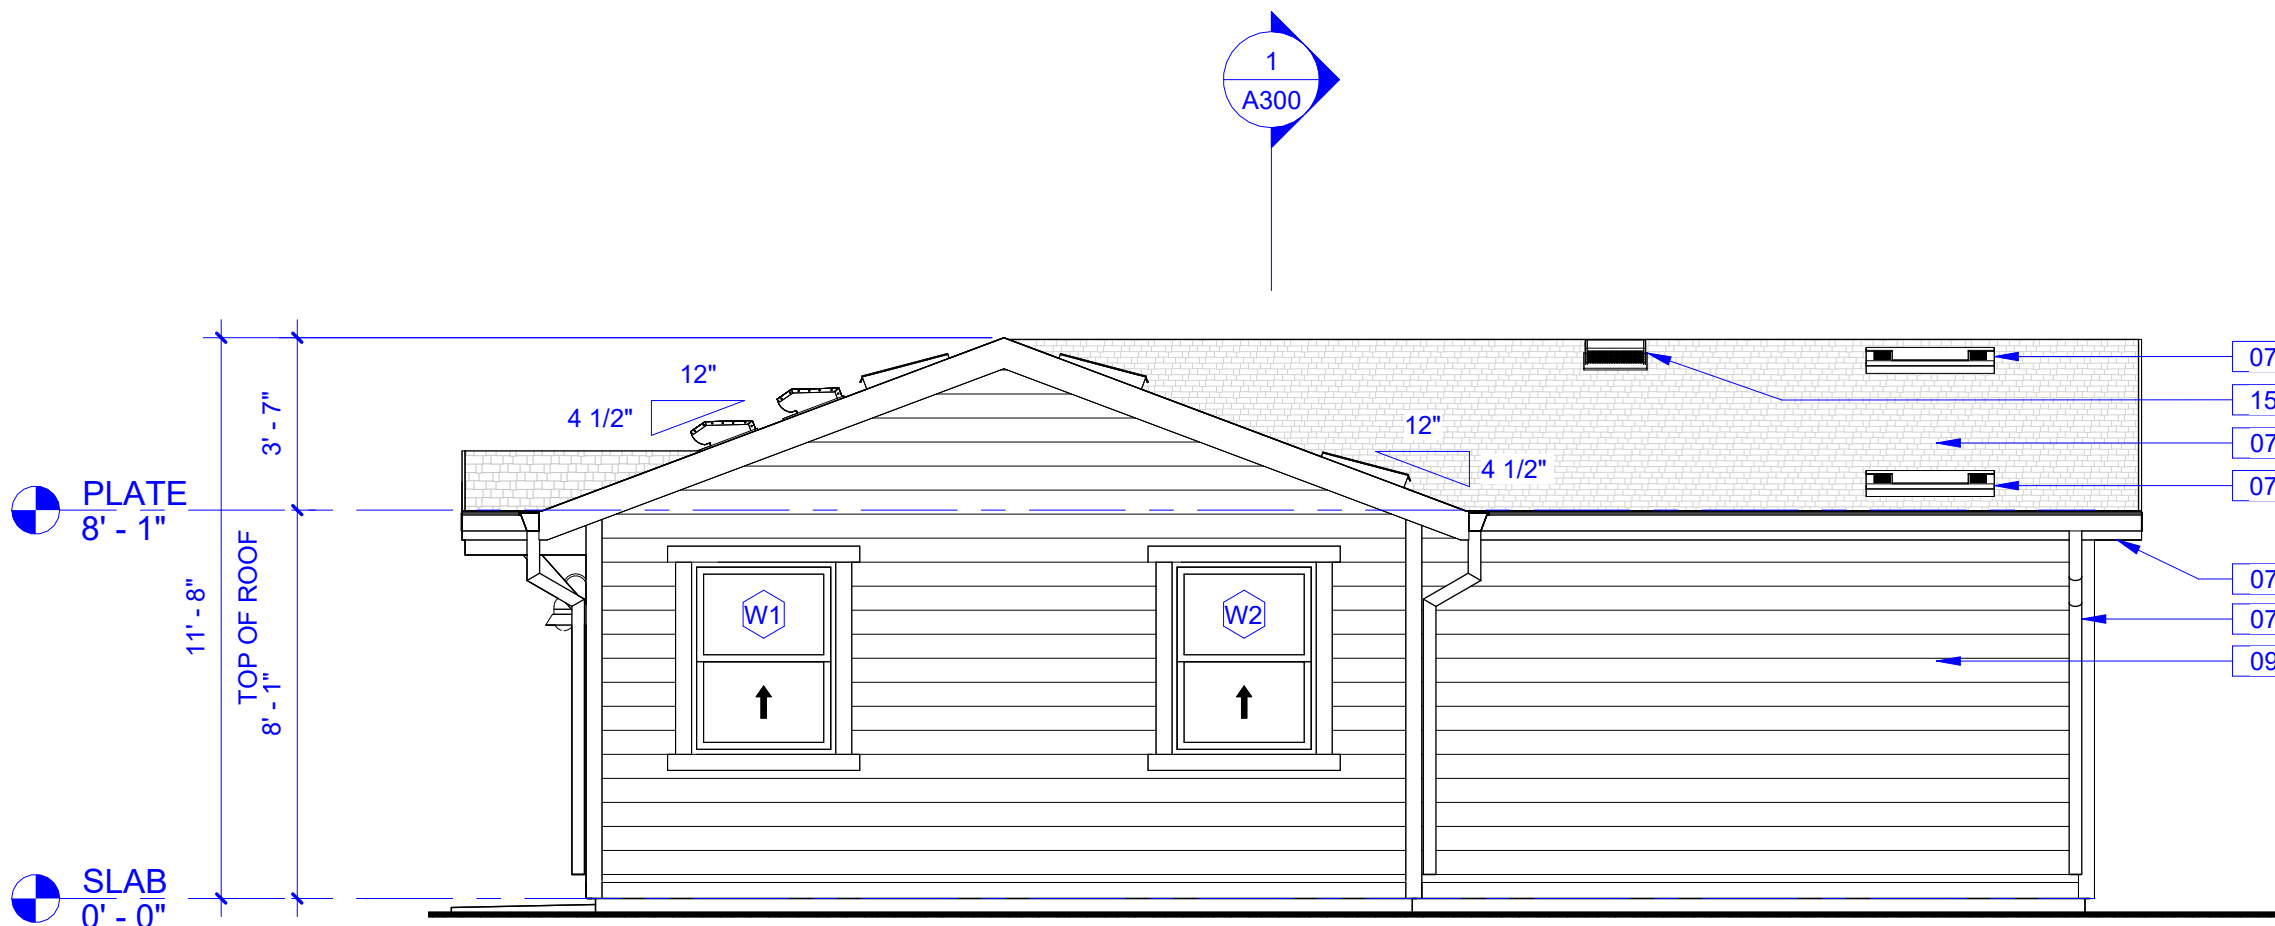 1
A300
12"
4 1/2"
12"
4 1/2"
3' - 7"
11' - 8"
TOP OF ROOF
8' - 1"
PLATE
8' - 1"
SLAB
0' - 0"
W1
W2
07
15
07
07
07
07
09